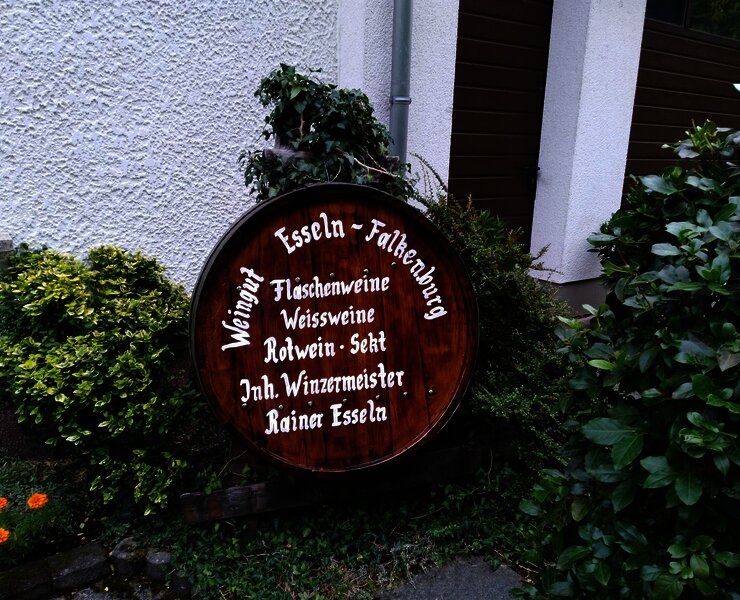 Weingut Esseln - Falkenburg
Flaschenweine
Weissweine
Rotwein · Sekt
Inh. Winzermeister
Rainer Esseln